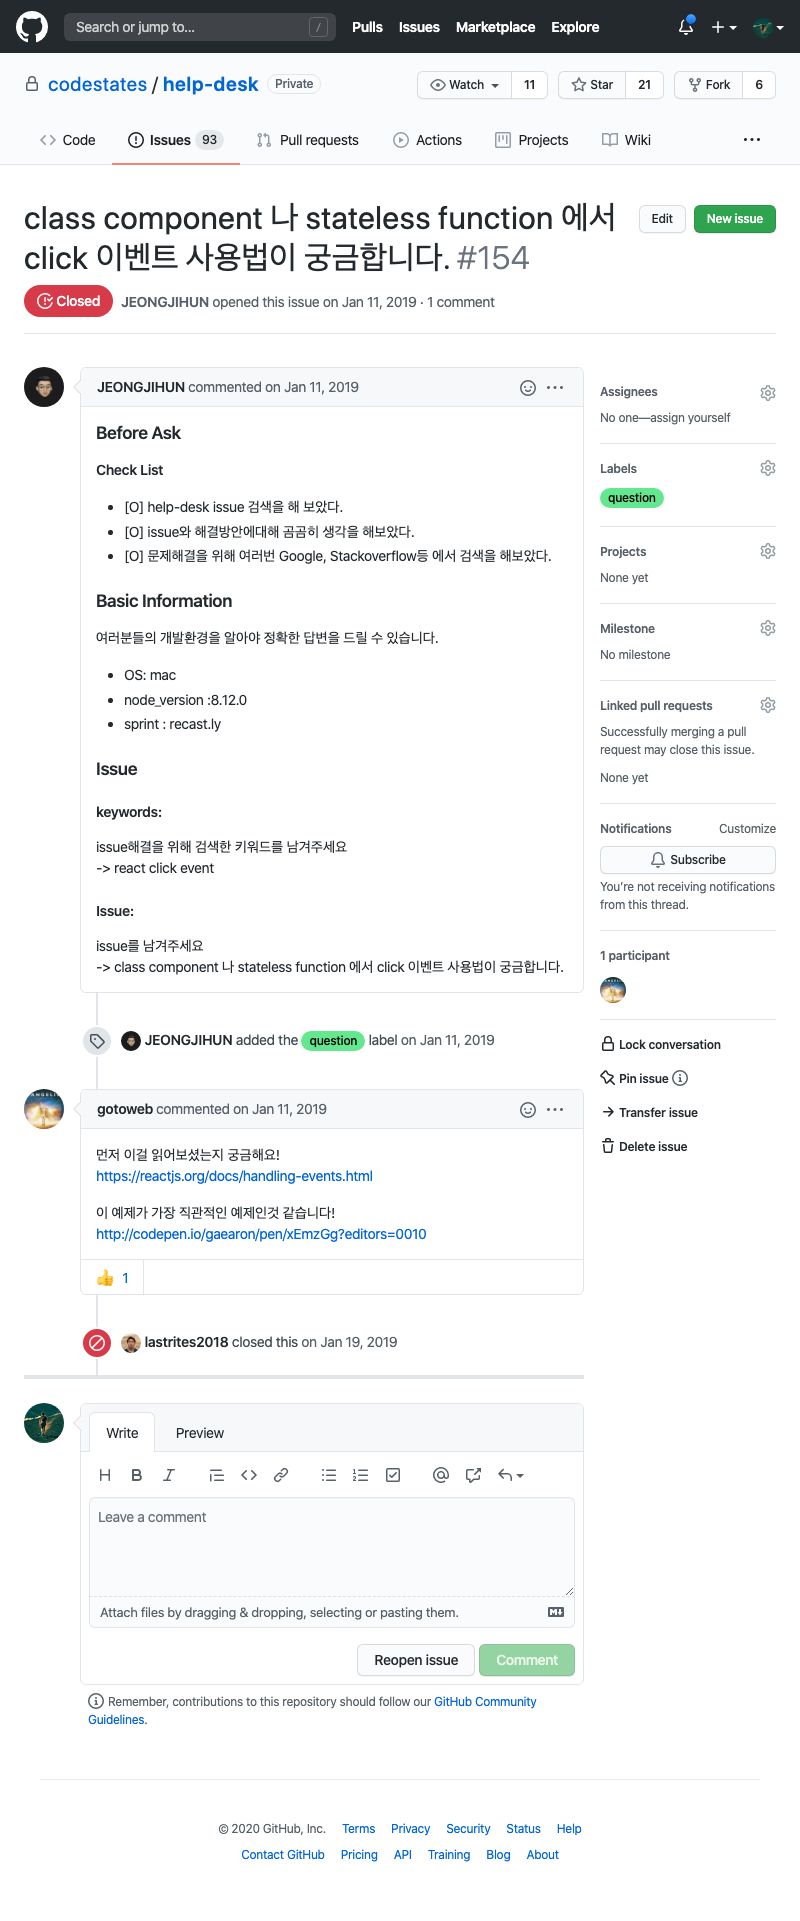 Search or jump to... /
Pulls Issues Marketplace Explore
codestates / help-desk Private
Watch 11 Star 21 Fork 6
Code Issues 93 Pull requests Actions Projects Wiki ...
class component 나 stateless function 에서
click 이벤트 사용법이 궁금합니다. #154
Edit New issue
Closed JEONGJIHUN opened this issue on Jan 11, 2019 · 1 comment
JEONGJIHUN commented on Jan 11, 2019
Before Ask
Check List
• [O] help-desk issue 검색을 해 보았다.
• [O] issue와 해결방안에대해 곰곰히 생각을 해보았다.
• [O] 문제해결을 위해 여러번 Google, Stackoverflow등 에서 검색을 해보았다.
Basic Information
여러분들의 개발환경을 알아야 정확한 답변을 드릴 수 있습니다.
• OS: mac
• node_version :8.12.0
• sprint : recast.ly
Issue
keywords:
issue해결을 위해 검색한 키워드를 남겨주세요
-> react click event
Issue:
issue를 남겨주세요
-> class component 나 stateless function 에서 click 이벤트 사용법이 궁금합니다.
JEONGJIHUN added the question label on Jan 11, 2019
gotoweb commented on Jan 11, 2019
먼저 이걸 읽어보셨는지 궁금해요!
https://reactjs.org/docs/handling-events.html
이 예제가 가장 직관적인 예제인것 같습니다!
http://codepen.io/gaearon/pen/xEmzGg?editors=0010
👍 1
lastrites2018 closed this on Jan 19, 2019
Assignees
No one—assign yourself
Labels
question
Projects
None yet
Milestone
No milestone
Linked pull requests
Successfully merging a pull
request may close this issue.
None yet
Notifications Customize
Subscribe
You're not receiving notifications
from this thread.
1 participant
Lock conversation
Pin issue
Transfer issue
Delete issue
Write Preview
Leave a comment
Attach files by dragging & dropping, selecting or pasting them.
Reopen issue Comment
Remember, contributions to this repository should follow our GitHub Community
Guidelines.
© 2020 GitHub, Inc. Terms Privacy Security Status Help
Contact GitHub Pricing API Training Blog About